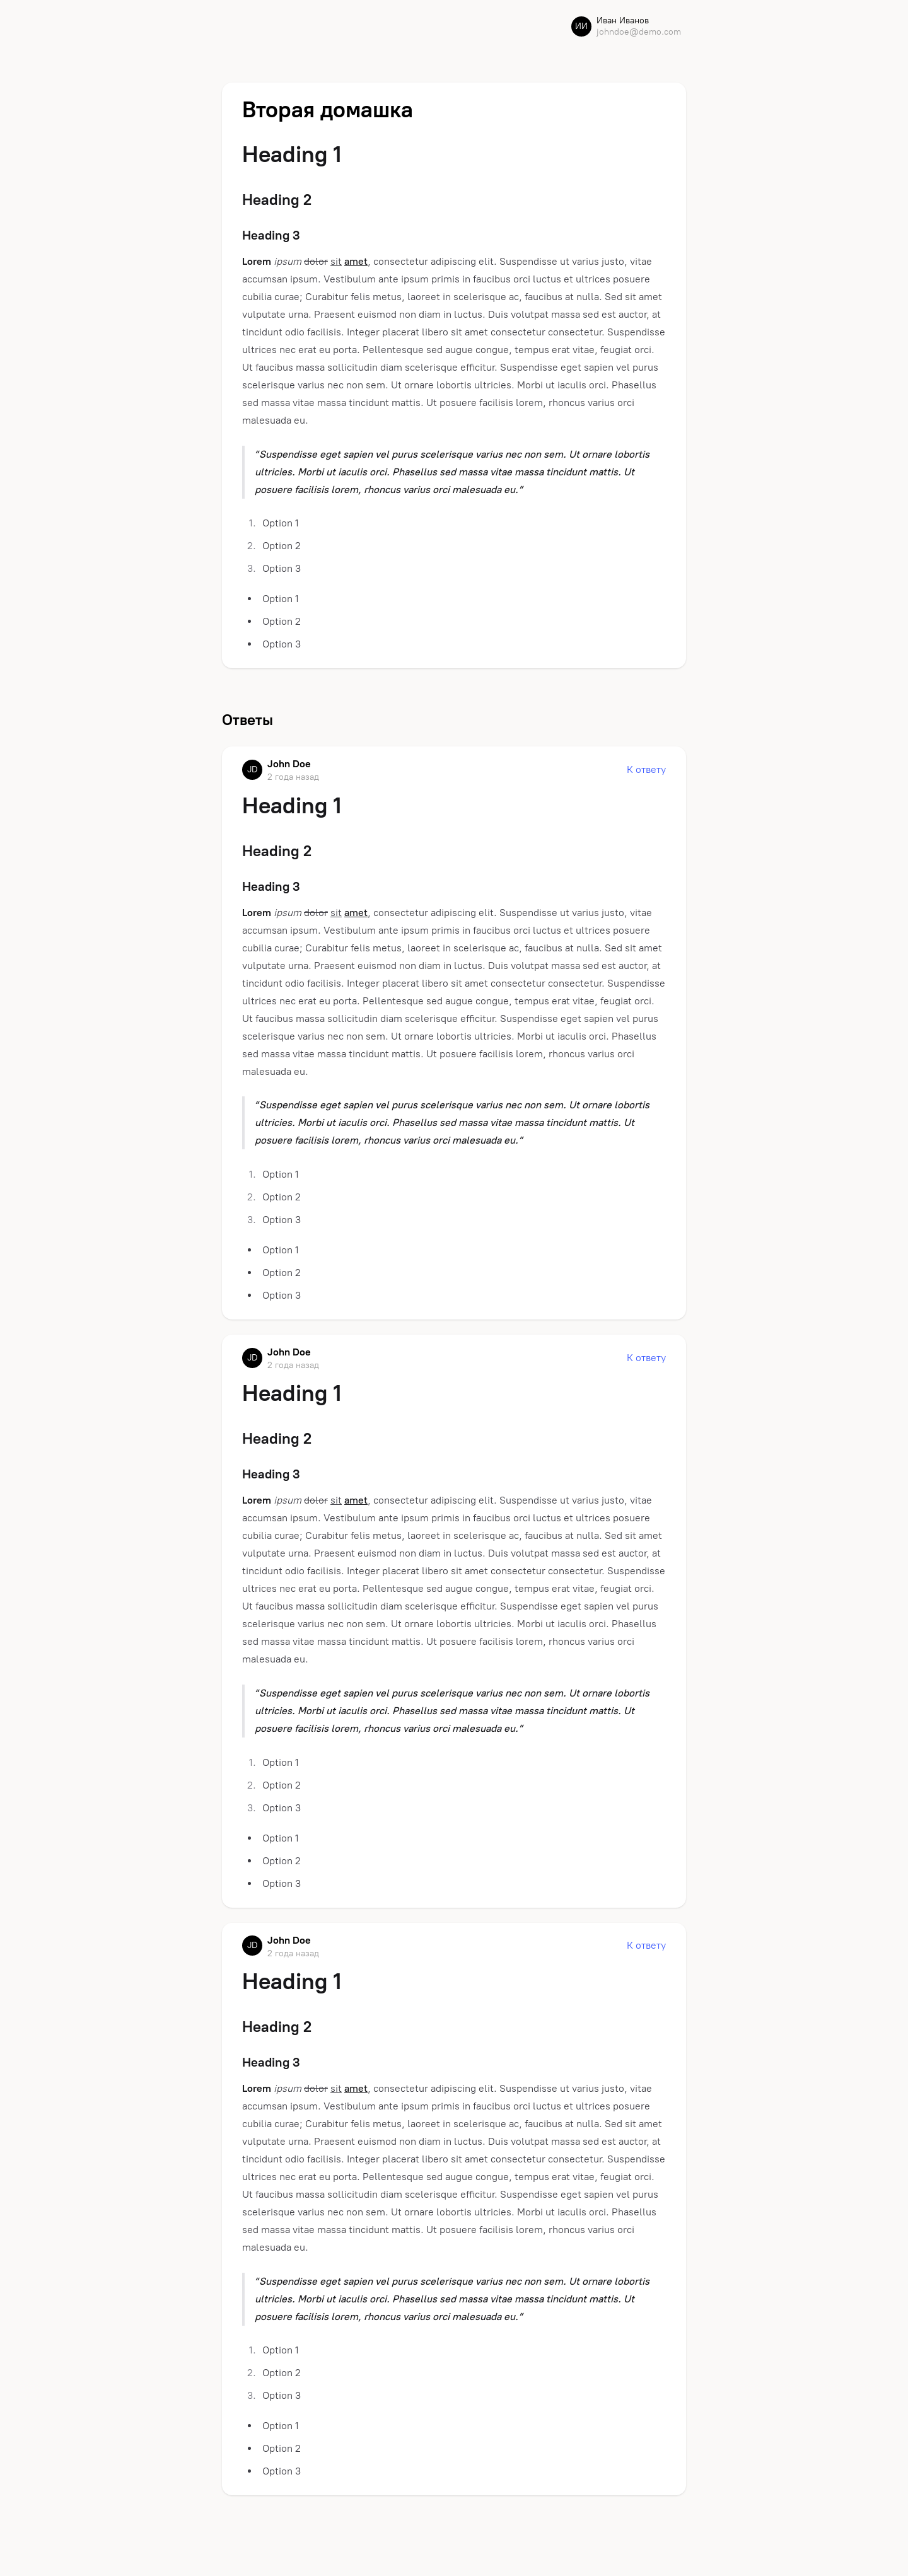 ИИ
Иван Иванов
johndoe@demo.com
Вторая домашка
Heading 1
Heading 2
Heading 3
Lorem ipsum dolor sit amet, consectetur adipiscing elit. Suspendisse ut varius justo, vitae
accumsan ipsum. Vestibulum ante ipsum primis in faucibus orci luctus et ultrices posuere
cubilia curae; Curabitur felis metus, laoreet in scelerisque ac, faucibus at nulla. Sed sit amet
vulputate urna. Praesent euismod non diam in luctus. Duis volutpat massa sed est auctor, at
tincidunt odio facilisis. Integer placerat libero sit amet consectetur consectetur. Suspendisse
ultrices nec erat eu porta. Pellentesque sed augue congue, tempus erat vitae, feugiat orci.
Ut faucibus massa sollicitudin diam scelerisque efficitur. Suspendisse eget sapien vel purus
scelerisque varius nec non sem. Ut ornare lobortis ultricies. Morbi ut iaculis orci. Phasellus
sed massa vitae massa tincidunt mattis. Ut posuere facilisis lorem, rhoncus varius orci
malesuada eu.
“Suspendisse eget sapien vel purus scelerisque varius nec non sem. Ut ornare lobortis
ultricies. Morbi ut iaculis orci. Phasellus sed massa vitae massa tincidunt mattis. Ut
posuere facilisis lorem, rhoncus varius orci malesuada eu.”
1. Option 1
2. Option 2
3. Option 3
• Option 1
• Option 2
• Option 3
Ответы
JD
John Doe
2 года назад
К ответу
Heading 1
Heading 2
Heading 3
Lorem ipsum dolor sit amet, consectetur adipiscing elit. Suspendisse ut varius justo, vitae
accumsan ipsum. Vestibulum ante ipsum primis in faucibus orci luctus et ultrices posuere
cubilia curae; Curabitur felis metus, laoreet in scelerisque ac, faucibus at nulla. Sed sit amet
vulputate urna. Praesent euismod non diam in luctus. Duis volutpat massa sed est auctor, at
tincidunt odio facilisis. Integer placerat libero sit amet consectetur consectetur. Suspendisse
ultrices nec erat eu porta. Pellentesque sed augue congue, tempus erat vitae, feugiat orci.
Ut faucibus massa sollicitudin diam scelerisque efficitur. Suspendisse eget sapien vel purus
scelerisque varius nec non sem. Ut ornare lobortis ultricies. Morbi ut iaculis orci. Phasellus
sed massa vitae massa tincidunt mattis. Ut posuere facilisis lorem, rhoncus varius orci
malesuada eu.
“Suspendisse eget sapien vel purus scelerisque varius nec non sem. Ut ornare lobortis
ultricies. Morbi ut iaculis orci. Phasellus sed massa vitae massa tincidunt mattis. Ut
posuere facilisis lorem, rhoncus varius orci malesuada eu.”
1. Option 1
2. Option 2
3. Option 3
• Option 1
• Option 2
• Option 3
JD
John Doe
2 года назад
К ответу
Heading 1
Heading 2
Heading 3
Lorem ipsum dolor sit amet, consectetur adipiscing elit. Suspendisse ut varius justo, vitae
accumsan ipsum. Vestibulum ante ipsum primis in faucibus orci luctus et ultrices posuere
cubilia curae; Curabitur felis metus, laoreet in scelerisque ac, faucibus at nulla. Sed sit amet
vulputate urna. Praesent euismod non diam in luctus. Duis volutpat massa sed est auctor, at
tincidunt odio facilisis. Integer placerat libero sit amet consectetur consectetur. Suspendisse
ultrices nec erat eu porta. Pellentesque sed augue congue, tempus erat vitae, feugiat orci.
Ut faucibus massa sollicitudin diam scelerisque efficitur. Suspendisse eget sapien vel purus
scelerisque varius nec non sem. Ut ornare lobortis ultricies. Morbi ut iaculis orci. Phasellus
sed massa vitae massa tincidunt mattis. Ut posuere facilisis lorem, rhoncus varius orci
malesuada eu.
“Suspendisse eget sapien vel purus scelerisque varius nec non sem. Ut ornare lobortis
ultricies. Morbi ut iaculis orci. Phasellus sed massa vitae massa tincidunt mattis. Ut
posuere facilisis lorem, rhoncus varius orci malesuada eu.”
1. Option 1
2. Option 2
3. Option 3
• Option 1
• Option 2
• Option 3
JD
John Doe
2 года назад
К ответу
Heading 1
Heading 2
Heading 3
Lorem ipsum dolor sit amet, consectetur adipiscing elit. Suspendisse ut varius justo, vitae
accumsan ipsum. Vestibulum ante ipsum primis in faucibus orci luctus et ultrices posuere
cubilia curae; Curabitur felis metus, laoreet in scelerisque ac, faucibus at nulla. Sed sit amet
vulputate urna. Praesent euismod non diam in luctus. Duis volutpat massa sed est auctor, at
tincidunt odio facilisis. Integer placerat libero sit amet consectetur consectetur. Suspendisse
ultrices nec erat eu porta. Pellentesque sed augue congue, tempus erat vitae, feugiat orci.
Ut faucibus massa sollicitudin diam scelerisque efficitur. Suspendisse eget sapien vel purus
scelerisque varius nec non sem. Ut ornare lobortis ultricies. Morbi ut iaculis orci. Phasellus
sed massa vitae massa tincidunt mattis. Ut posuere facilisis lorem, rhoncus varius orci
malesuada eu.
“Suspendisse eget sapien vel purus scelerisque varius nec non sem. Ut ornare lobortis
ultricies. Morbi ut iaculis orci. Phasellus sed massa vitae massa tincidunt mattis. Ut
posuere facilisis lorem, rhoncus varius orci malesuada eu.”
1. Option 1
2. Option 2
3. Option 3
• Option 1
• Option 2
• Option 3